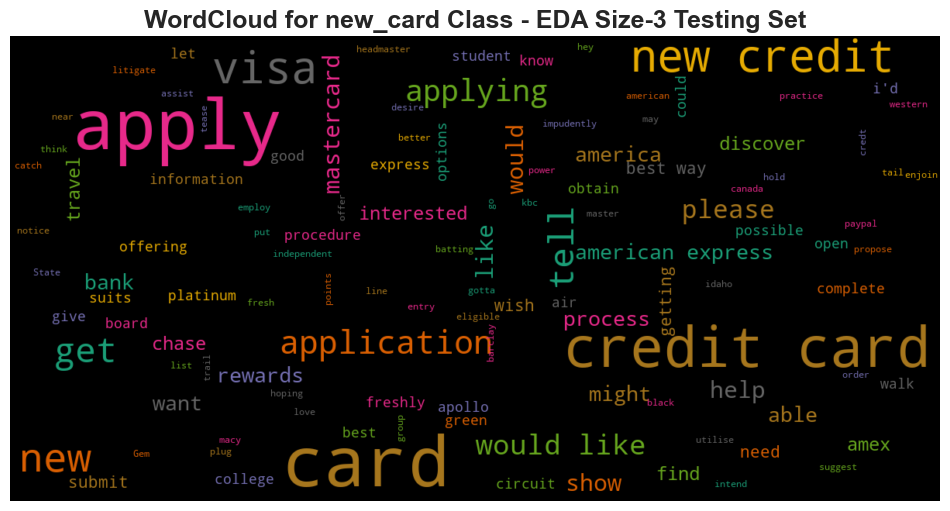 WordCloud for new_card Class - EDA Size-3 Testing Set
headmaster
hey
let
student
know
new credit
litigate
visa
mastercard
applying
could
i'd
assist
tease
desire
american
practice
western
apply
near
better
impudently
may
credt
think
good
express
options
would
america
discover
catch
travel
information
power
best way
hold
tail
enjoin
obtain
canada
employ
offer
interested
go
kbc
master
please
paypal
notice
put
procedure
like
tell
possible
offering
independent
batting
american express
open
propose
State
bank
points
line
gotta
air
getting
idaho
complete
suits
platinum
fresh
entry
eligible
wish
give
board
process
get
chase
application
barclay
credit card
list
trail
rewards
order
want
hoping
might
help
walk
freshly
apollo
black
love
green
able
new
macy
Gem
plug
best
group
card
would like
utilise
need
amex
submit
college
circuit
show
find
suggest
intend